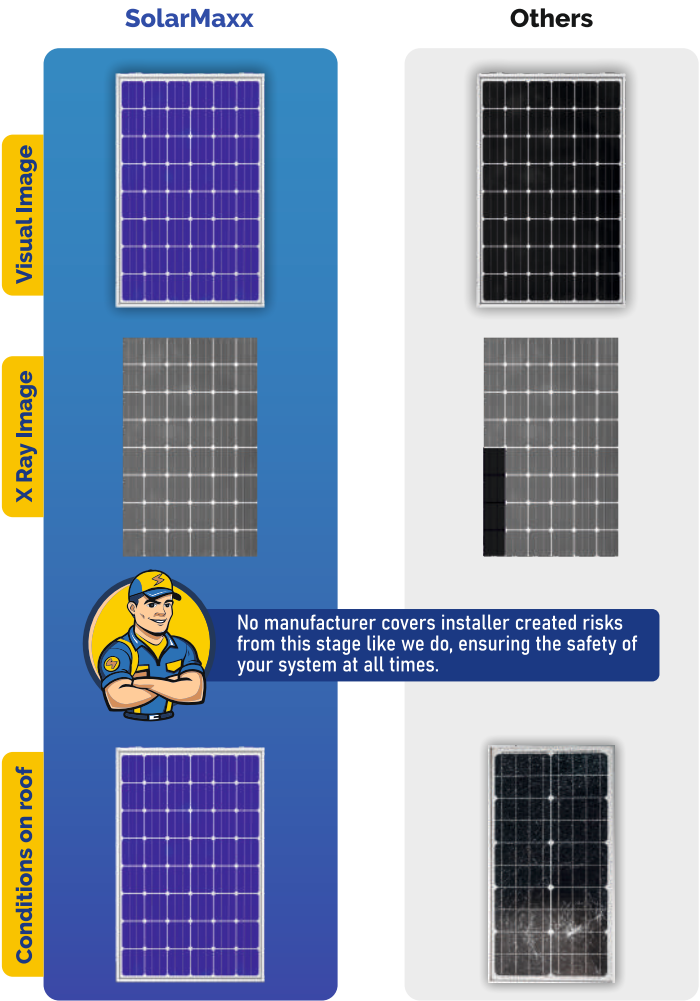 SolarMaxx
Others
Visual Image
X Ray Image
No manufacturer covers installer created risks
from this stage like we do, ensuring the safety of
your system at all times.
Conditions on roof